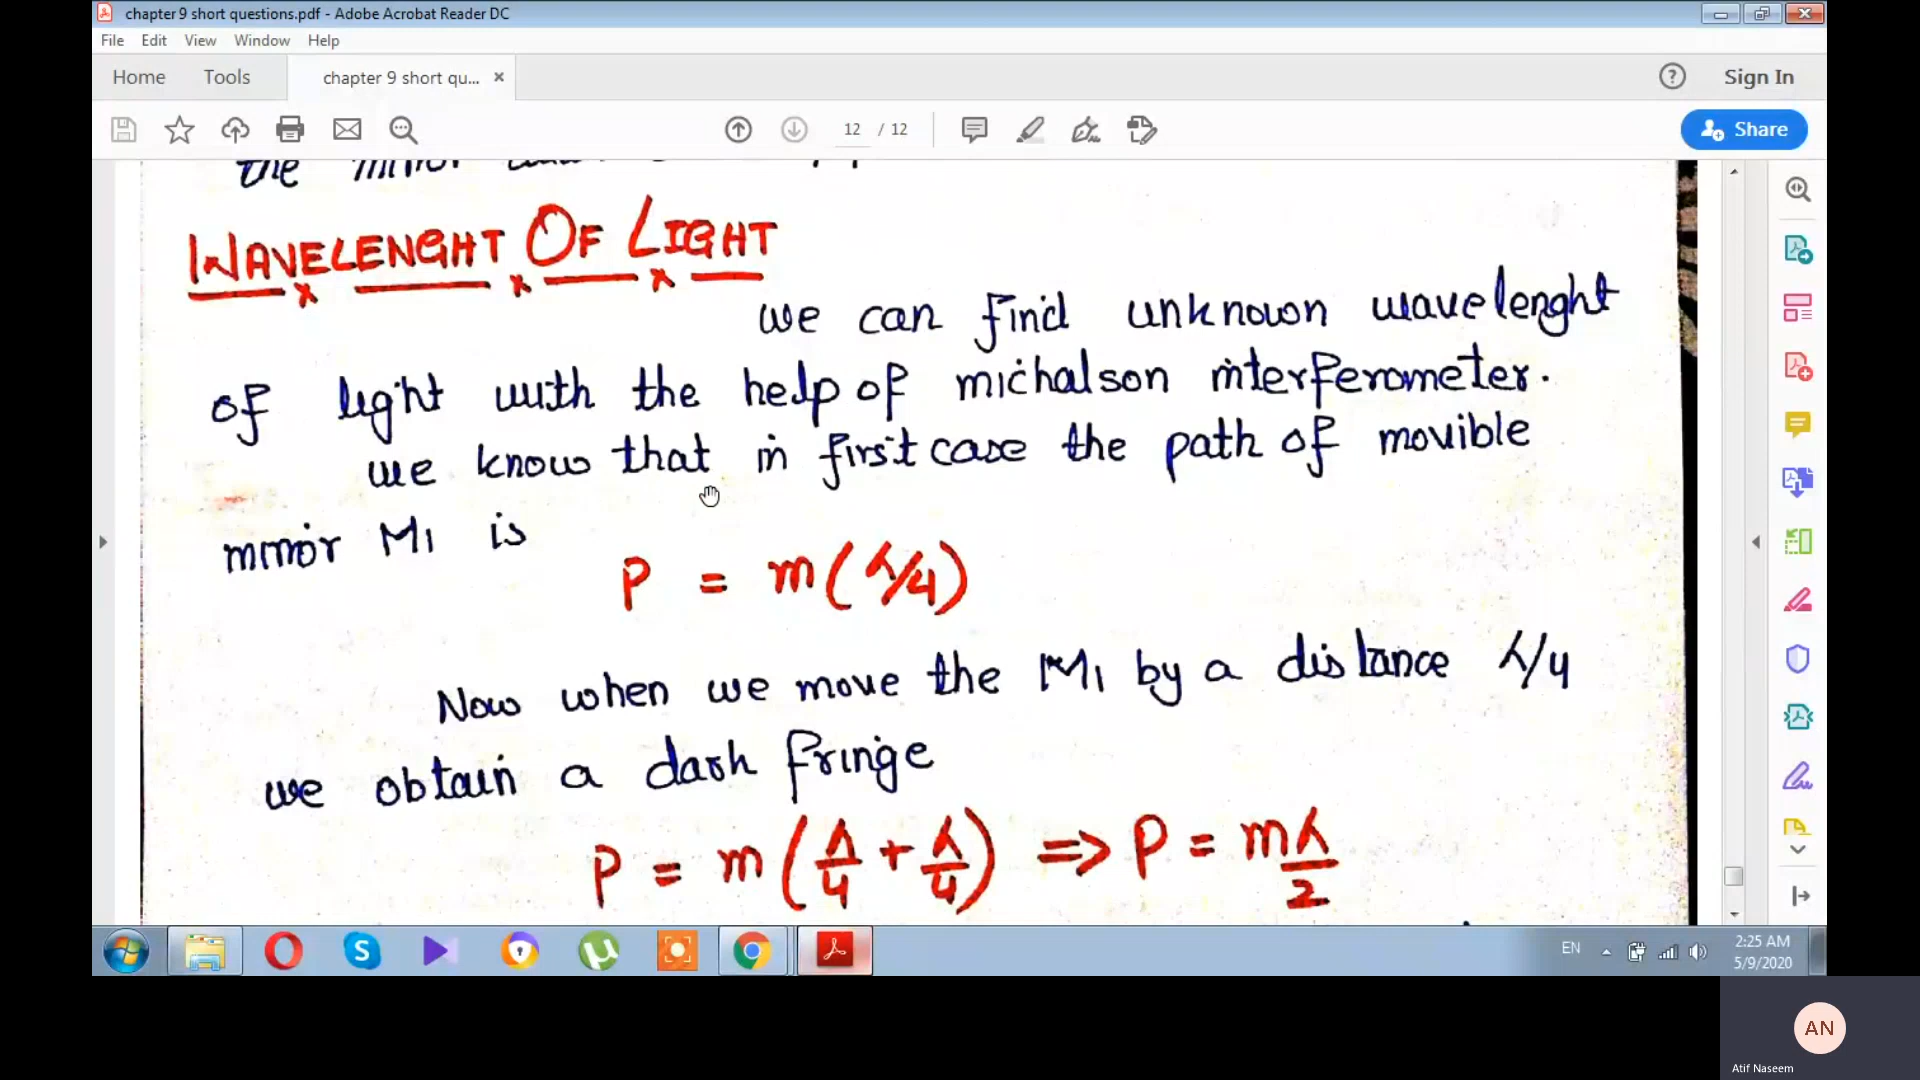 chapter 9 short questions.pdf - Adobe Acrobat Reader DC
File Edit View Window Help
Home Tools chapter 9 short qu... × Sign In
12 / 12 Share
the
WAVELENGHT OF LIGHT
we can find unknown wavelenght
of light with the help of michalson interferometer.
we know that in first case the path of movible
mirror M1 is
P = m(λ/4)
Now when we move the M1 by a distance λ/4
we obtain a dark fringe
P = m(λ/4 + λ/4) => P = mλ/2
EN 2:25 AM
5/9/2020
AN
Atif Naseem